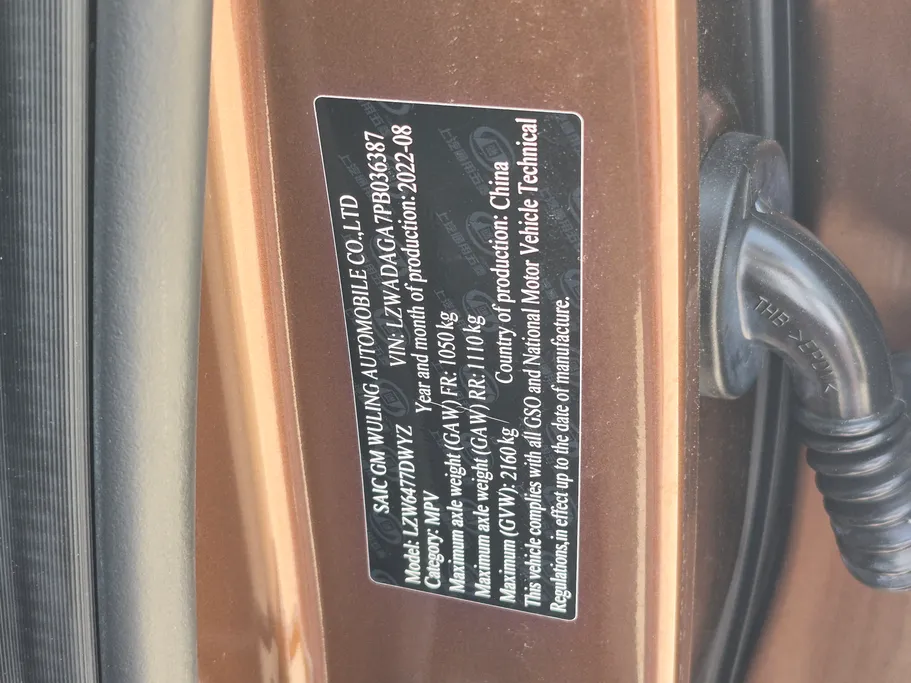 SAIC GM WULING AUTOMOBILE CO.,LTD
Model: LZW6477DWYZ VIN: LZWADAGA7PB036387
Category: MPV Year and month of production: 2022-08
Maximum axle weight (GAW) FR: 1050 kg
Maximum axle weight (GAW) RR: 1110 kg
Maximum (GVW): 2160 kg Country of production: China
This vehicle complies with all GSO and National Motor Vehicle Technical
Regulations,in effect up to the date of manufacture.
THB >EPDM<